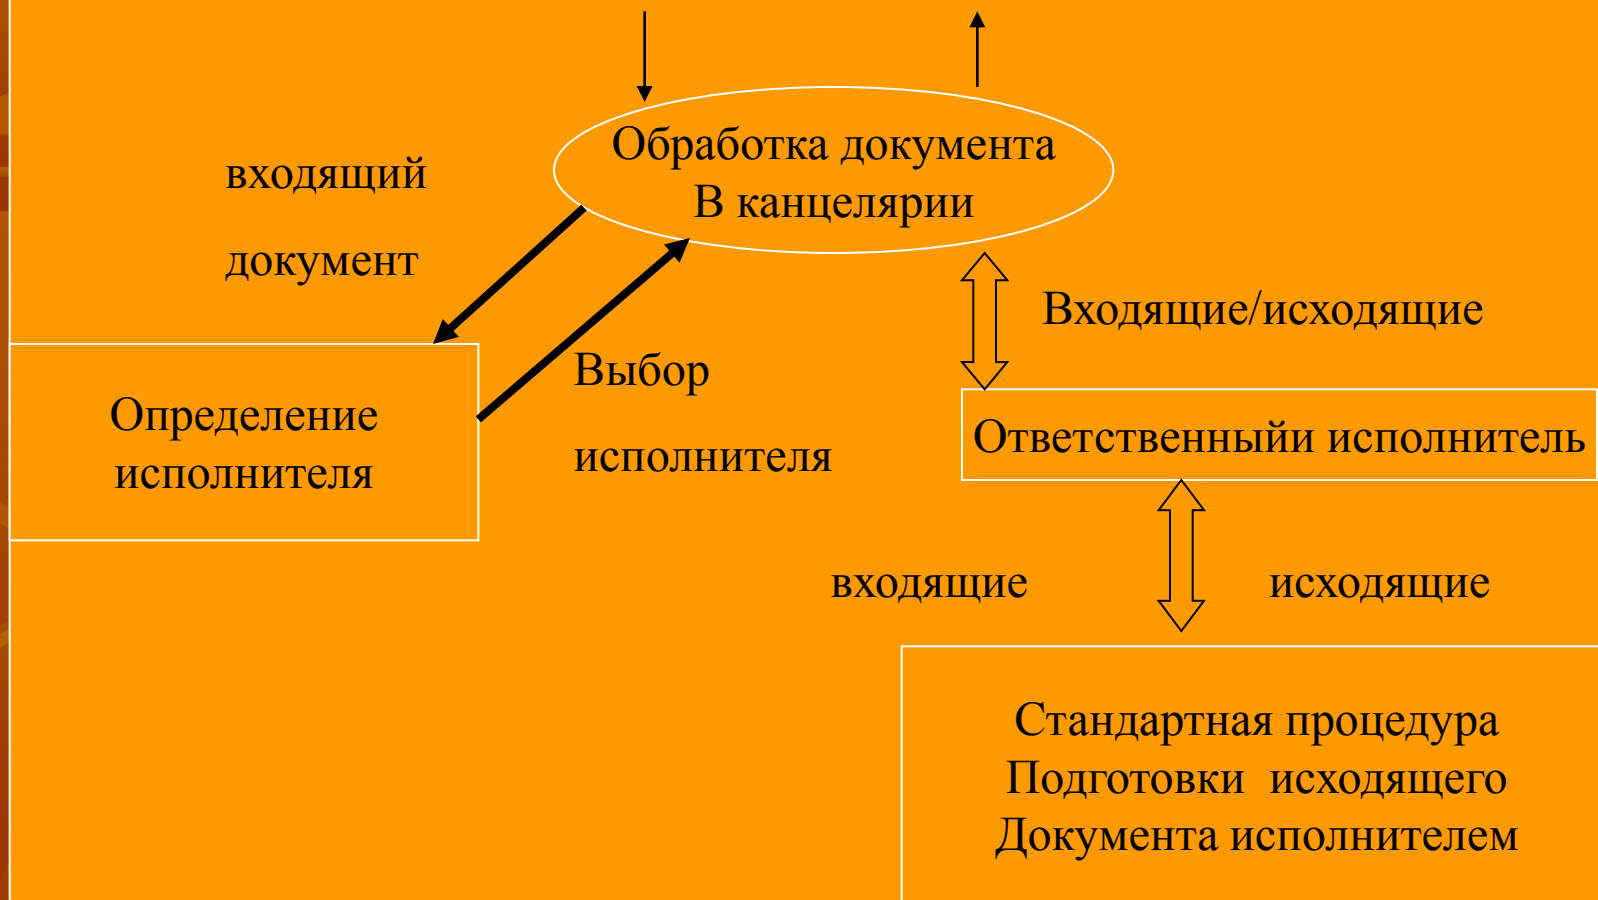 Обработка документа
В канцелярии
входящий
документ
Входящие/исходящие
Выбор
исполнителя
Определение
исполнителя
Ответственныйи исполнитель
входящие
исходящие
Стандартная процедура
Подготовки исходящего
Документа исполнителем